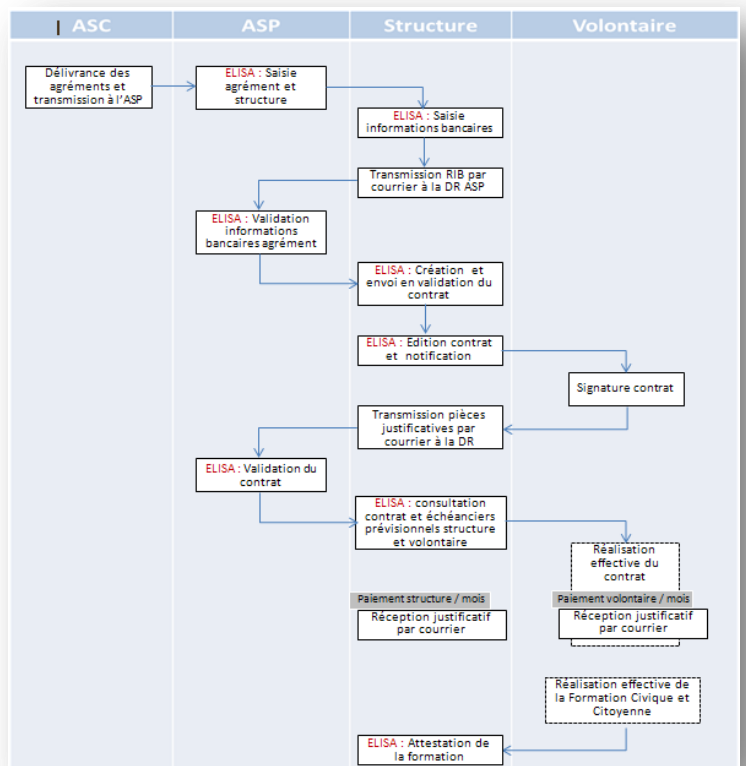 ASC
ASP
Structure
Volontaire
Délivrance des
agréments et
transmission à l'ASP
ELISA : Saisie
agrément et
structure
ELISA : Saisie
informations bancaires
Transmission RIB par
courrier à la DR ASP
ELISA : Validation
informations
bancaires agrément
ELISA : Création et
envoi en validation du
contrat
ELISA : Edition contrat
et notification
Signature contrat
Transmission pièces
justificatives par
courrier à la DR
ELISA : Validation du
contrat
ELISA : consultation
contrat et échéanciers
prévisionnels structure
et volontaire
Réalisation
effective du
contrat
Paiement structure / mois
Réception justificatif
par courrier
Paiement volontaire / mois
Réception justificatif
par courrier
Réalisation effective de
la Formation Civique et
Citoyenne
ELISA : Attestation de
la formation